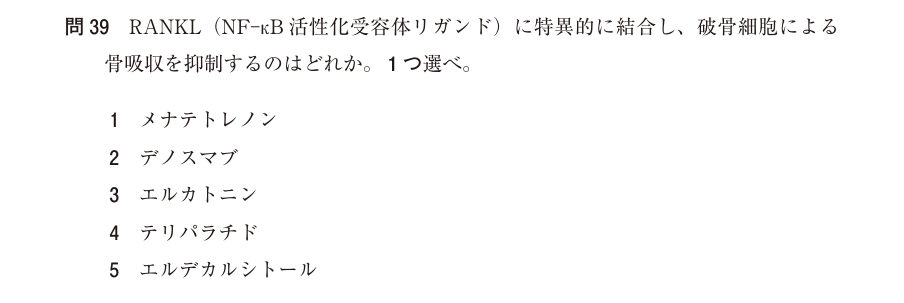 問 39 RANKL（NF-κB 活性化受容体リガンド）に特異的に結合し、破骨細胞による
骨吸収を抑制するのはどれか。1つ選べ。
1 メナテトレノン
2 デノスマブ
3 エルカトニン
4 テリパラチド
5 エルデカルシトール